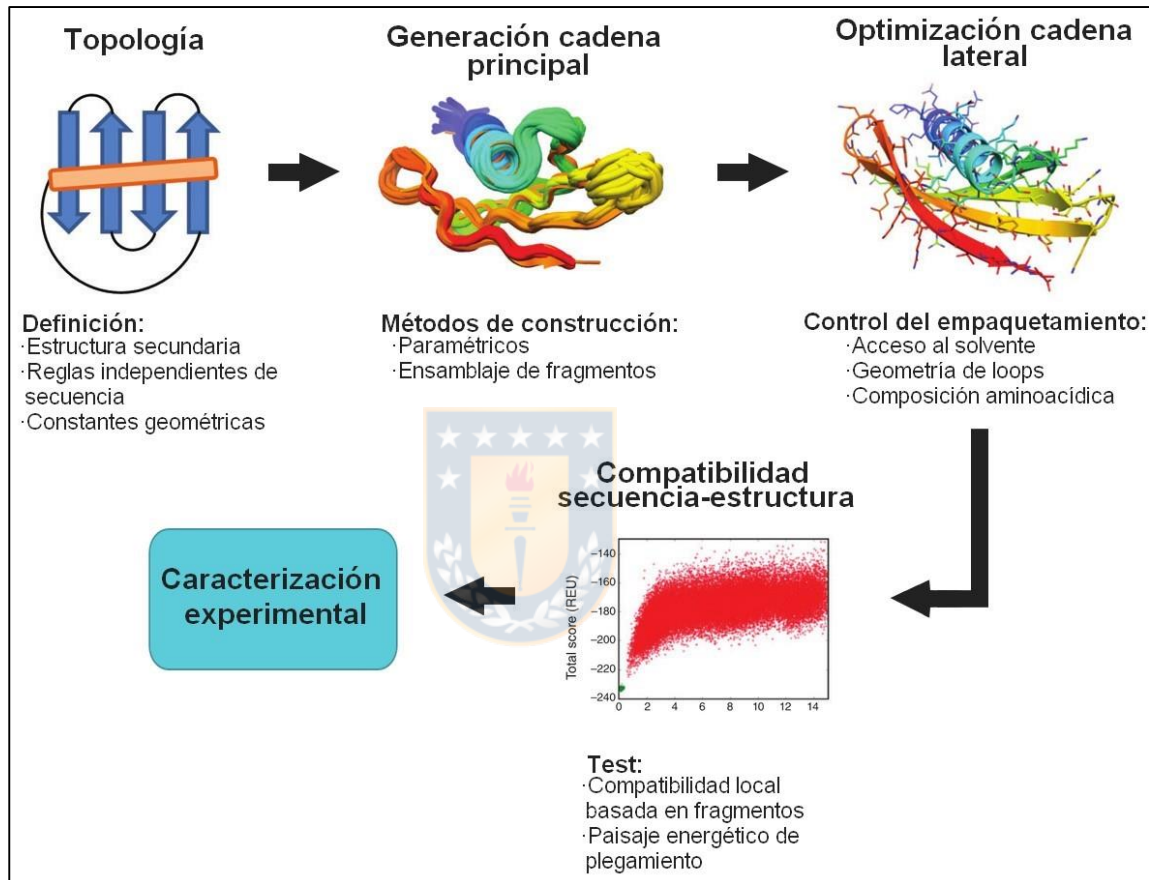 Topología
Generación cadena
principal
Optimización cadena
lateral
Definición:
·Estructura secundaria
·Reglas independientes de
secuencia
·Constantes geométricas
Métodos de construcción:
·Paramétricos
·Ensamblaje de fragmentos
Control del empaquetamiento:
·Acceso al solvente
·Geometría de loops
·Composición aminoacídica
Compatibilidad
secuencia-estructura
Caracterización
experimental
Total score (REU)
−140
−160
−180
−200
−220
−240
0 2 4 6 8 10 12 14
Test:
·Compatibilidad local
basada en fragmentos
·Paisaje energético de
plegamiento